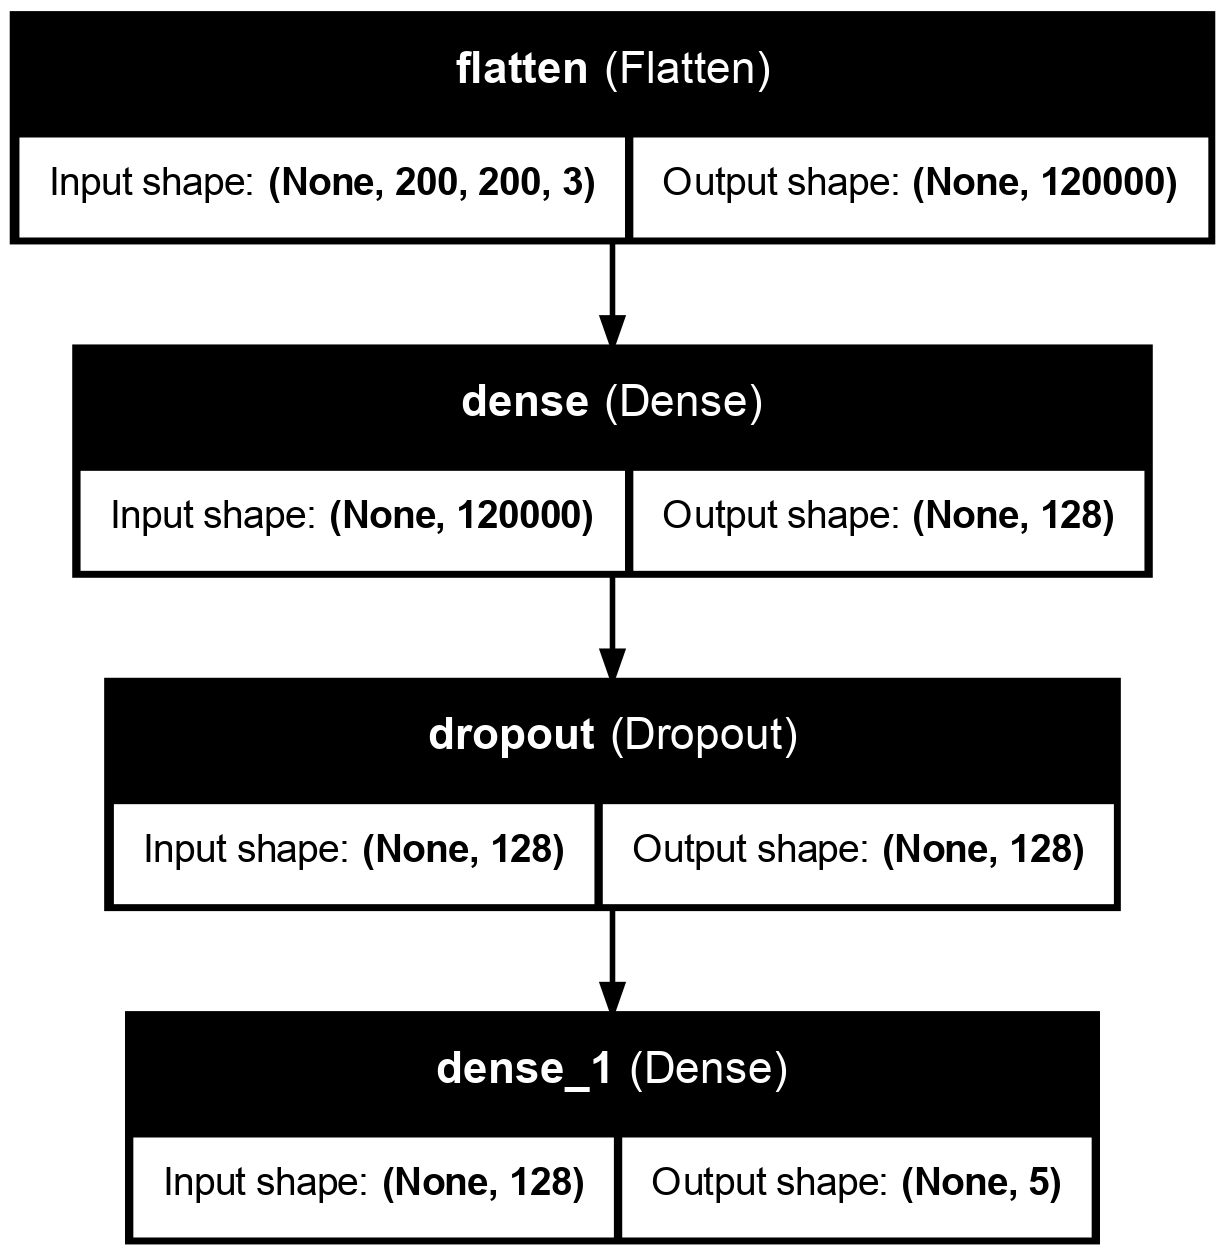 flatten (Flatten)
Input shape: (None, 200, 200, 3)
Output shape: (None, 120000)
dense (Dense)
Input shape: (None, 120000)
Output shape: (None, 128)
dropout (Dropout)
Input shape: (None, 128)
Output shape: (None, 128)
dense_1 (Dense)
Input shape: (None, 128)
Output shape: (None, 5)